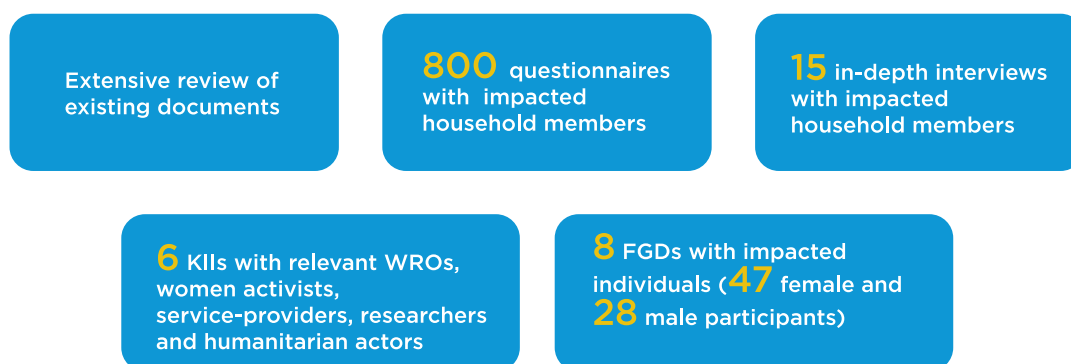 Extensive review of
existing documents
800 questionnaires
with impacted
household members
15 in-depth interviews
with impacted
household members
6 KIIs with relevant WROs,
women activists,
service-providers, researchers
and humanitarian actors
8 FGDs with impacted
individuals (47 female and
28 male participants)